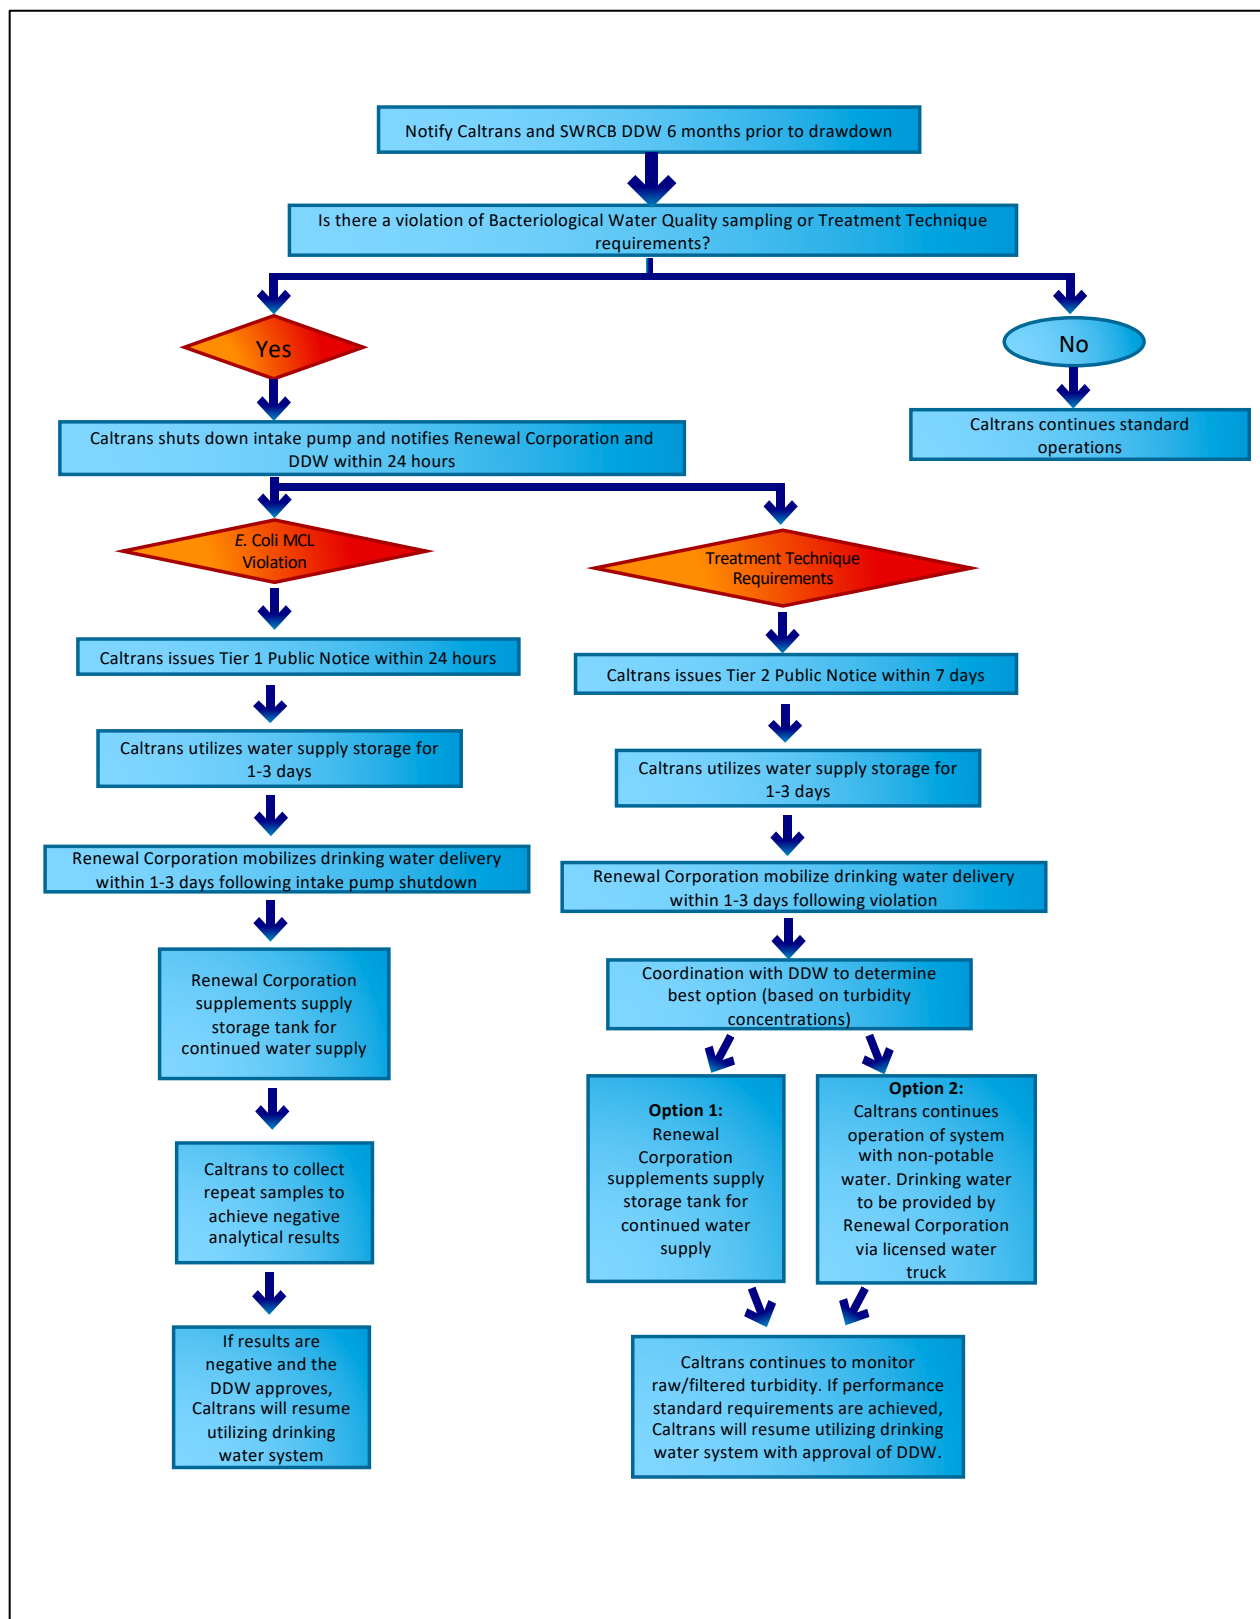 Notify Caltrans and SWRCB DDW 6 months prior to drawdown
Is there a violation of Bacteriological Water Quality sampling or Treatment Technique
requirements?
Yes
No
Caltrans shuts down intake pump and notifies Renewal Corporation and
DDW within 24 hours
Caltrans continues standard
operations
E. Coli MCL
Violation
Caltrans issues Tier 1 Public Notice within 24 hours
Caltrans utilizes water supply storage for
1-3 days
Renewal Corporation mobilizes drinking water delivery
within 1-3 days following intake pump shutdown
Renewal Corporation
supplements supply
storage tank for
continued water supply
Caltrans to collect
repeat samples to
achieve negative
analytical results
If results are
negative and the
DDW approves,
Caltrans will resume
utilizing drinking
water system
Treatment Technique
Requirements
Caltrans issues Tier 2 Public Notice within 7 days
Caltrans utilizes water supply storage for
1-3 days
Renewal Corporation mobilize drinking water delivery
within 1-3 days following violation
Coordination with DDW to determine
best option (based on turbidity
concentrations)
Option 1:
Renewal
Corporation
supplements supply
storage tank for
continued water
supply
Option 2:
Caltrans continues
operation of system
with non-potable
water. Drinking water
to be provided by
Renewal Corporation
via licensed water
truck
Caltrans continues to monitor
raw/filtered turbidity. If performance
standard requirements are achieved,
Caltrans will resume utilizing drinking
water system with approval of DDW.